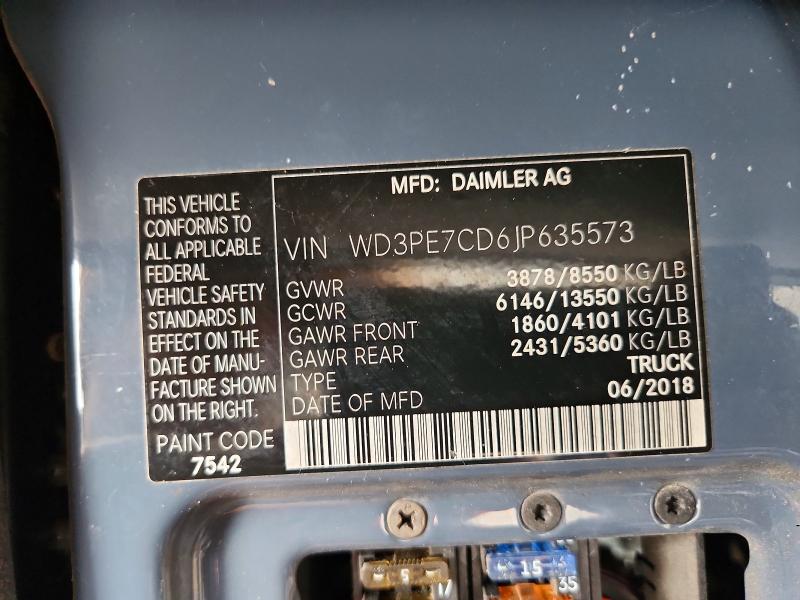 THIS VEHICLE
CONFORMS TO
ALL APPLICABLE
FEDERAL
VEHICLE SAFETY
STANDARDS IN
EFFECT ON THE
DATE OF MANU-
FACTURE SHOWN
ON THE RIGHT.
PAINT CODE
7542
MFD: DAIMLER AG
VIN WD3PE7CD6JP635573
GVWR 3878/8550 KG/LB
GCWR 6146/13550 KG/LB
GAWR FRONT 1860/4101 KG/LB
GAWR REAR 2431/5360 KG/LB
TYPE TRUCK
DATE OF MFD 06/2018
5
17
15
35